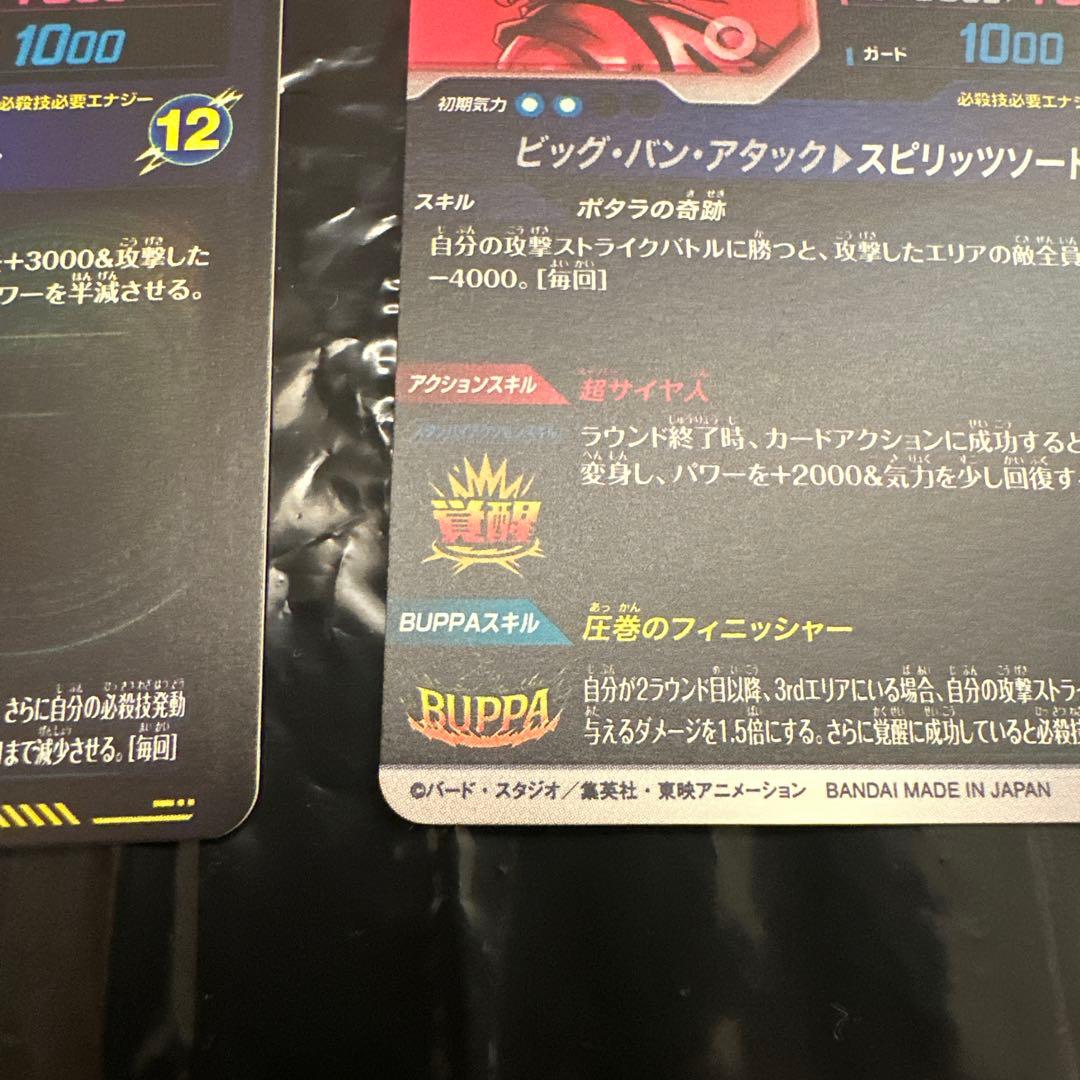 1000
必殺技必要エナジー
12
+3000&攻撃した
ワーを半減させる。
さらに自分の必殺技発動
まで減少させる。[毎回]
ガード 1000
初期気力
必殺技必要エナジ
ビッグ・バン・アタック▶スピリッツソード
スキル ポタラの奇跡
自分の攻撃ストライクバトルに勝つと、攻撃したエリアの敵全員
−4000。[毎回]
アクションスキル 超サイヤ人
スタンバイアクションスキル
ラウンド終了時、カードアクションに成功すると
変身し、パワーを+2000&気力を少し回復す
覚醒
BUPPAスキル 圧巻のフィニッシャー
BUPPA
自分が2ラウンド目以降、3rdエリアにいる場合、自分の攻撃ストラ
与えるダメージを1.5倍にする。さらに覚醒に成功していると必殺技
©バード・スタジオ／集英社・東映アニメーション BANDAI MADE IN JAPAN